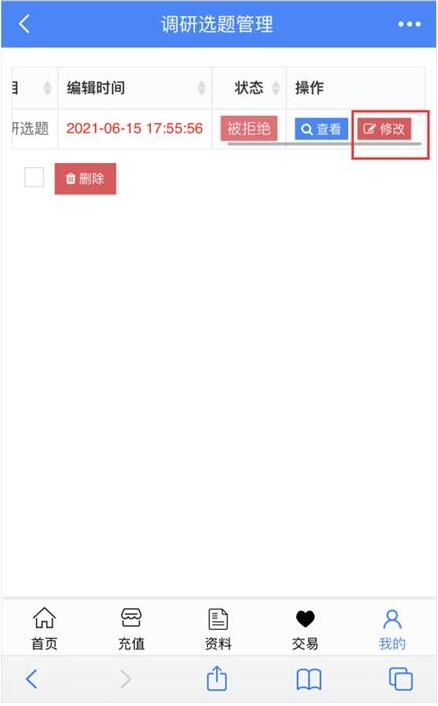 调研选题管理
目 编辑时间 状态 操作
研选题 2021-06-15 17:55:56 被拒绝 查看 修改
删除
首页 充值 资料 交易 我的